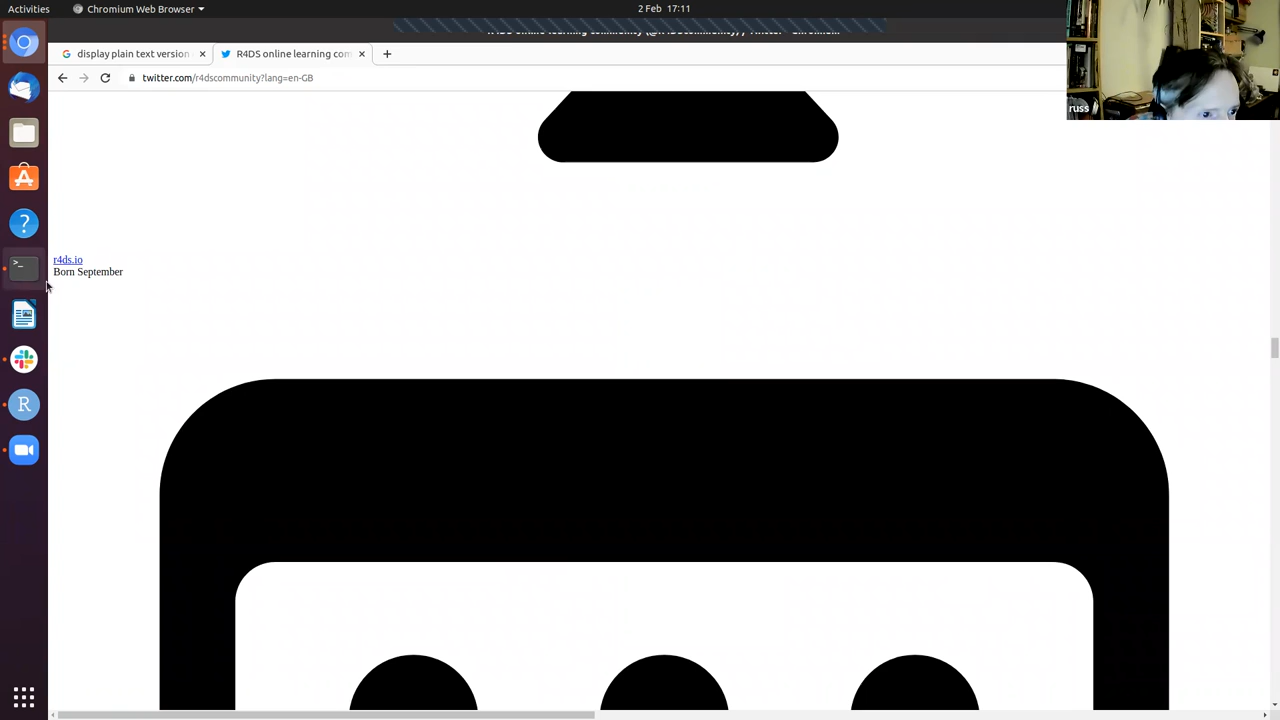 Activities
Chromium Web Browser
2 Feb 17:11
display plain text version
R4DS online learning com
twitter.com/r4dscommunity?lang=en-GB
russ
r4ds.io
Born September